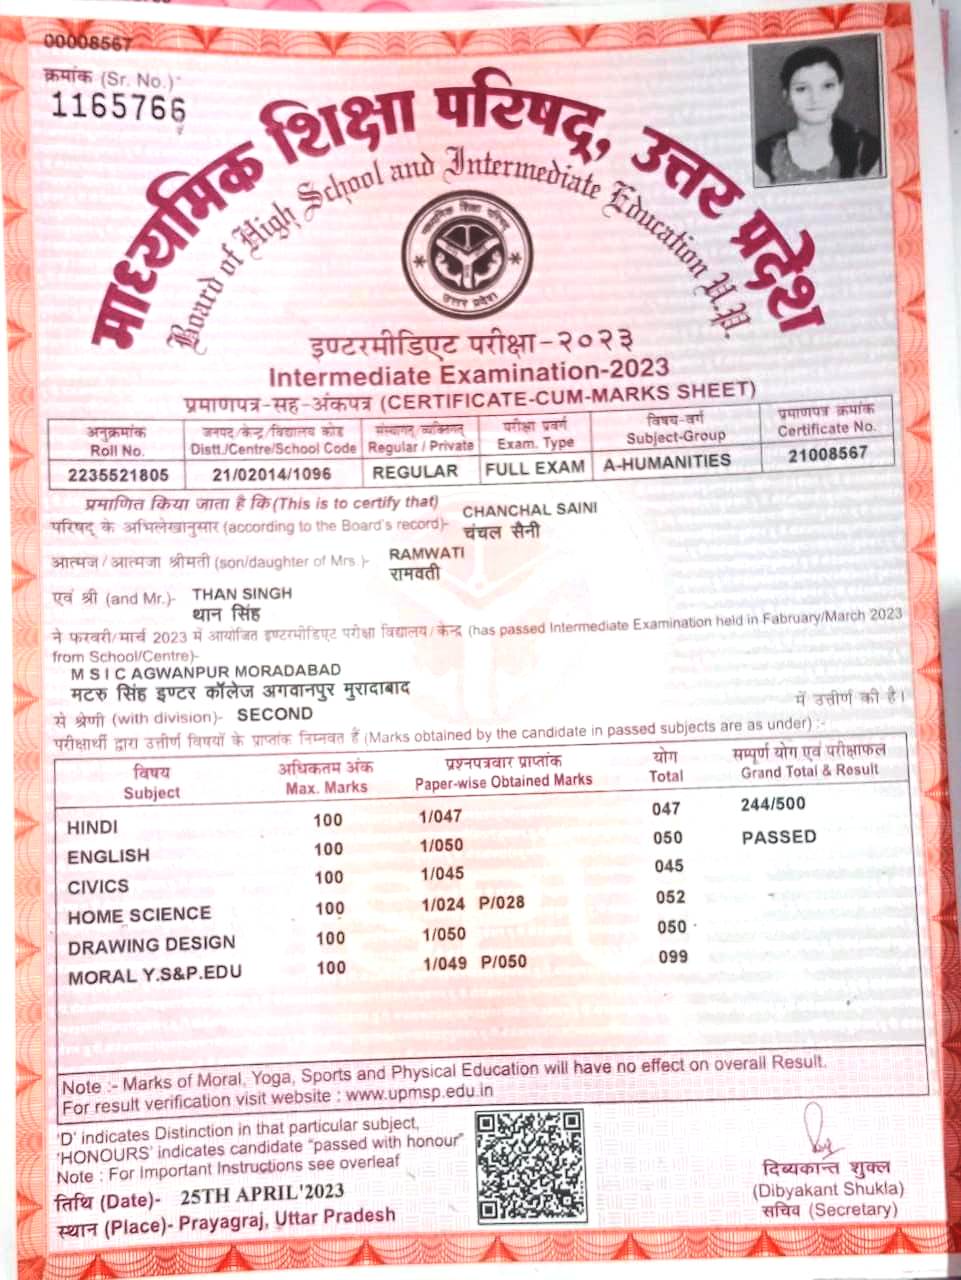 00008567
क्रमांक (Sr. No.)-
1165766
माध्यमिक शिक्षा परिषद्, उत्तर प्रदेश
Board of High School and Intermediate Education U.P.
माध्यमिक शिक्षा परिषद्
उत्तर प्रदेश
इण्टरमीडिएट परीक्षा-२०२३
Intermediate Examination-2023
प्रमाणपत्र-सह-अंकपत्र (CERTIFICATE-CUM-MARKS SHEET)
अनुक्रमांक जनपद/केन्द्र/विद्यालय कोड संस्थागत/व्यक्तिगत परीक्षा प्रवर्ग विषय-वर्ग प्रमाणपत्र क्रमांक
Roll No. Distt./Centre/School Code Regular / Private Exam. Type Subject-Group Certificate No.
2235521805 21/02014/1096 REGULAR FULL EXAM A-HUMANITIES 21008567
प्रमाणित किया जाता है कि(This is to certify that)
परिषद् के अभिलेखानुसार (according to the Board's record)- CHANCHAL SAINI
चंचल सैनी
आत्मज/आत्मजा श्रीमती (son/daughter of Mrs.)- RAMWATI
रामवती
एवं श्री (and Mr.)- THAN SINGH
थान सिंह
ने फरवरी/मार्च 2023 में आयोजित इण्टरमीडिएट परीक्षा विद्यालय/केन्द्र (has passed Intermediate Examination held in Fabruary/March 2023
from School/Centre)-
M S I C AGWANPUR MORADABAD
मटरु सिंह इण्टर कॉलेज अगवानपुर मुरादाबाद
में उत्तीर्ण की है।
से श्रेणी (with division)- SECOND
परीक्षार्थी द्वारा उत्तीर्ण विषयों के प्राप्तांक निम्नवत हैं (Marks obtained by the candidate in passed subjects are as under) :-
विषय अधिकतम अंक प्रश्नपत्रवार प्राप्तांक योग सम्पूर्ण योग एवं परीक्षाफल
Subject Max. Marks Paper-wise Obtained Marks Total Grand Total & Result
HINDI 100 1/047 047 244/500
ENGLISH 100 1/050 050 PASSED
CIVICS 100 1/045 045
HOME SCIENCE 100 1/024 P/028 052
DRAWING DESIGN 100 1/050 050
MORAL Y.S&P.EDU 100 1/049 P/050 099
Note :- Marks of Moral, Yoga, Sports and Physical Education will have no effect on overall Result.
For result verification visit website : www.upmsp.edu.in
'D' indicates Distinction in that particular subject,
'HONOURS' indicates candidate "passed with honour"
Note : For Important Instructions see overleaf
तिथि (Date)- 25TH APRIL'2023
स्थान (Place)- Prayagraj, Uttar Pradesh
दिब्यकान्त शुक्ल
(Dibyakant Shukla)
सचिव (Secretary)